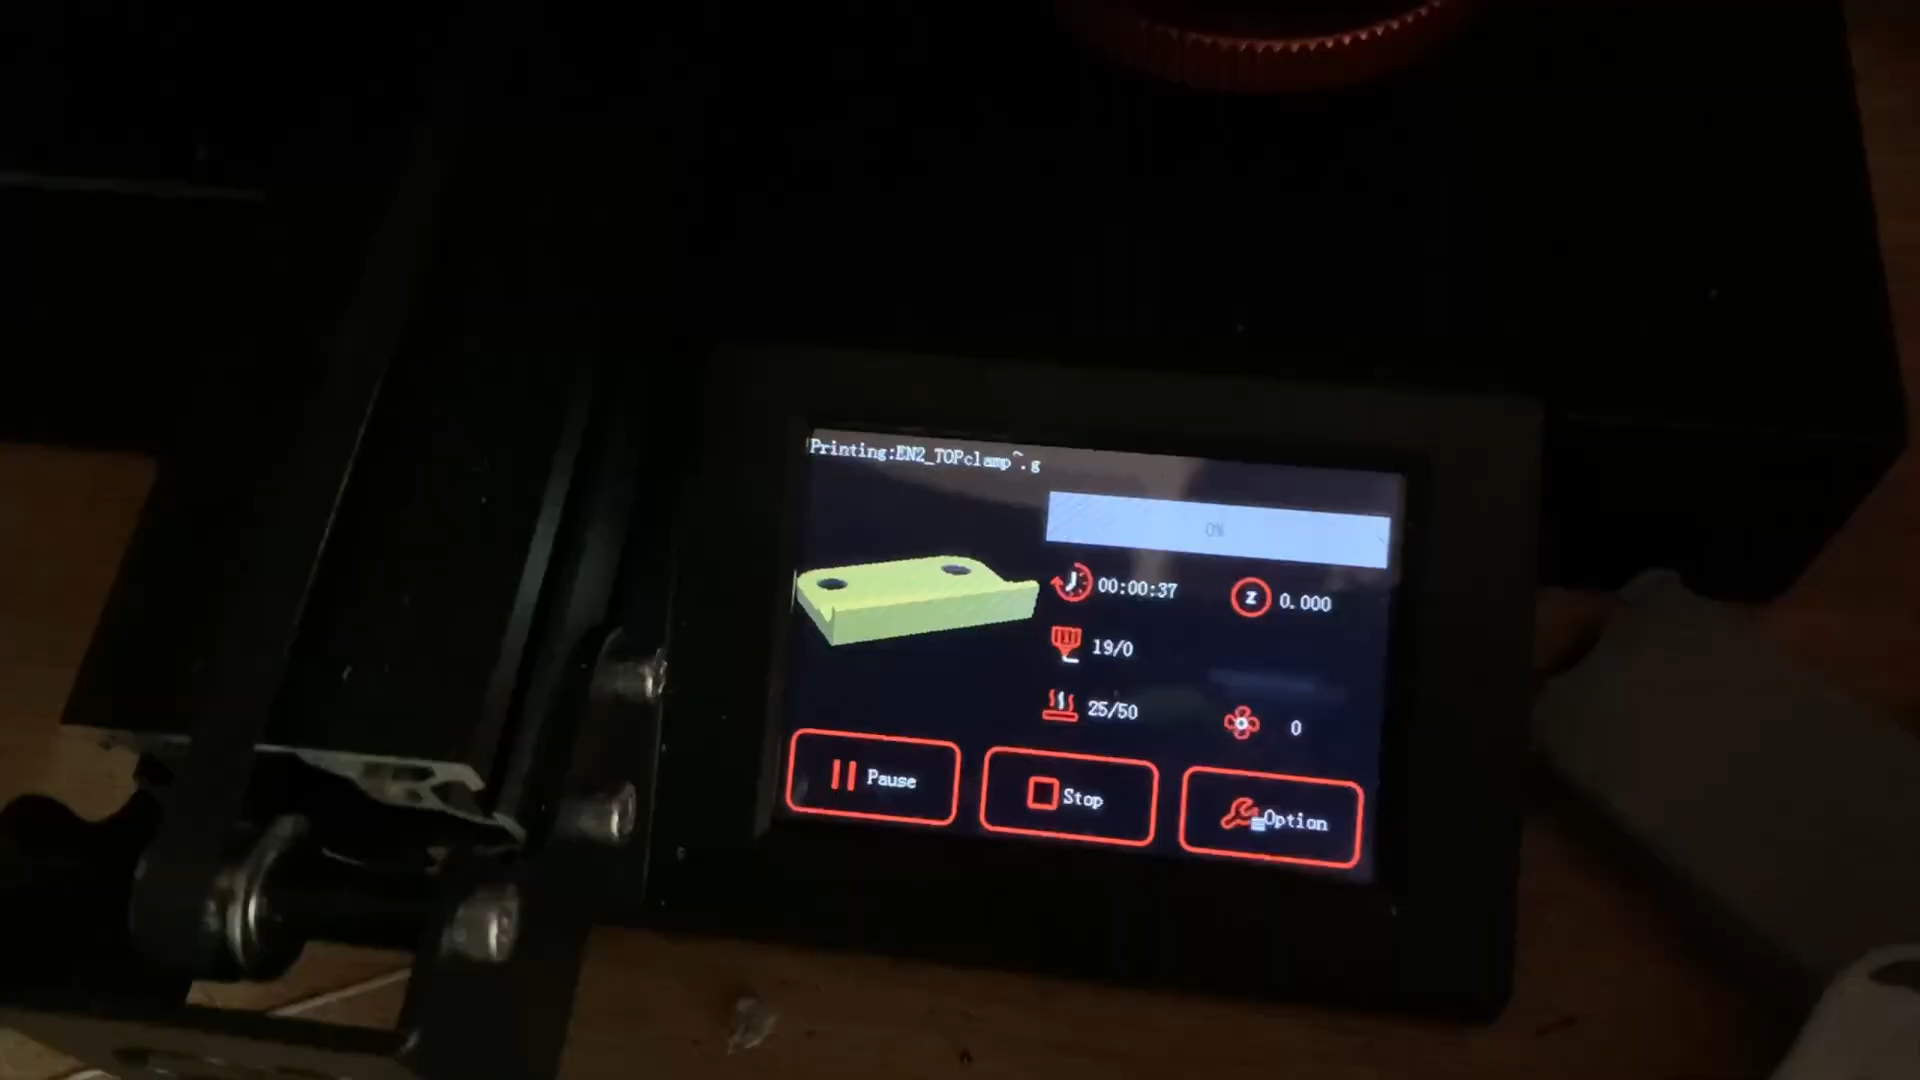 Printing:EN2_TOPclamp~.g
0%
00:00:37
Z 0.000
19/0
25/50
0
Pause
Stop
Option